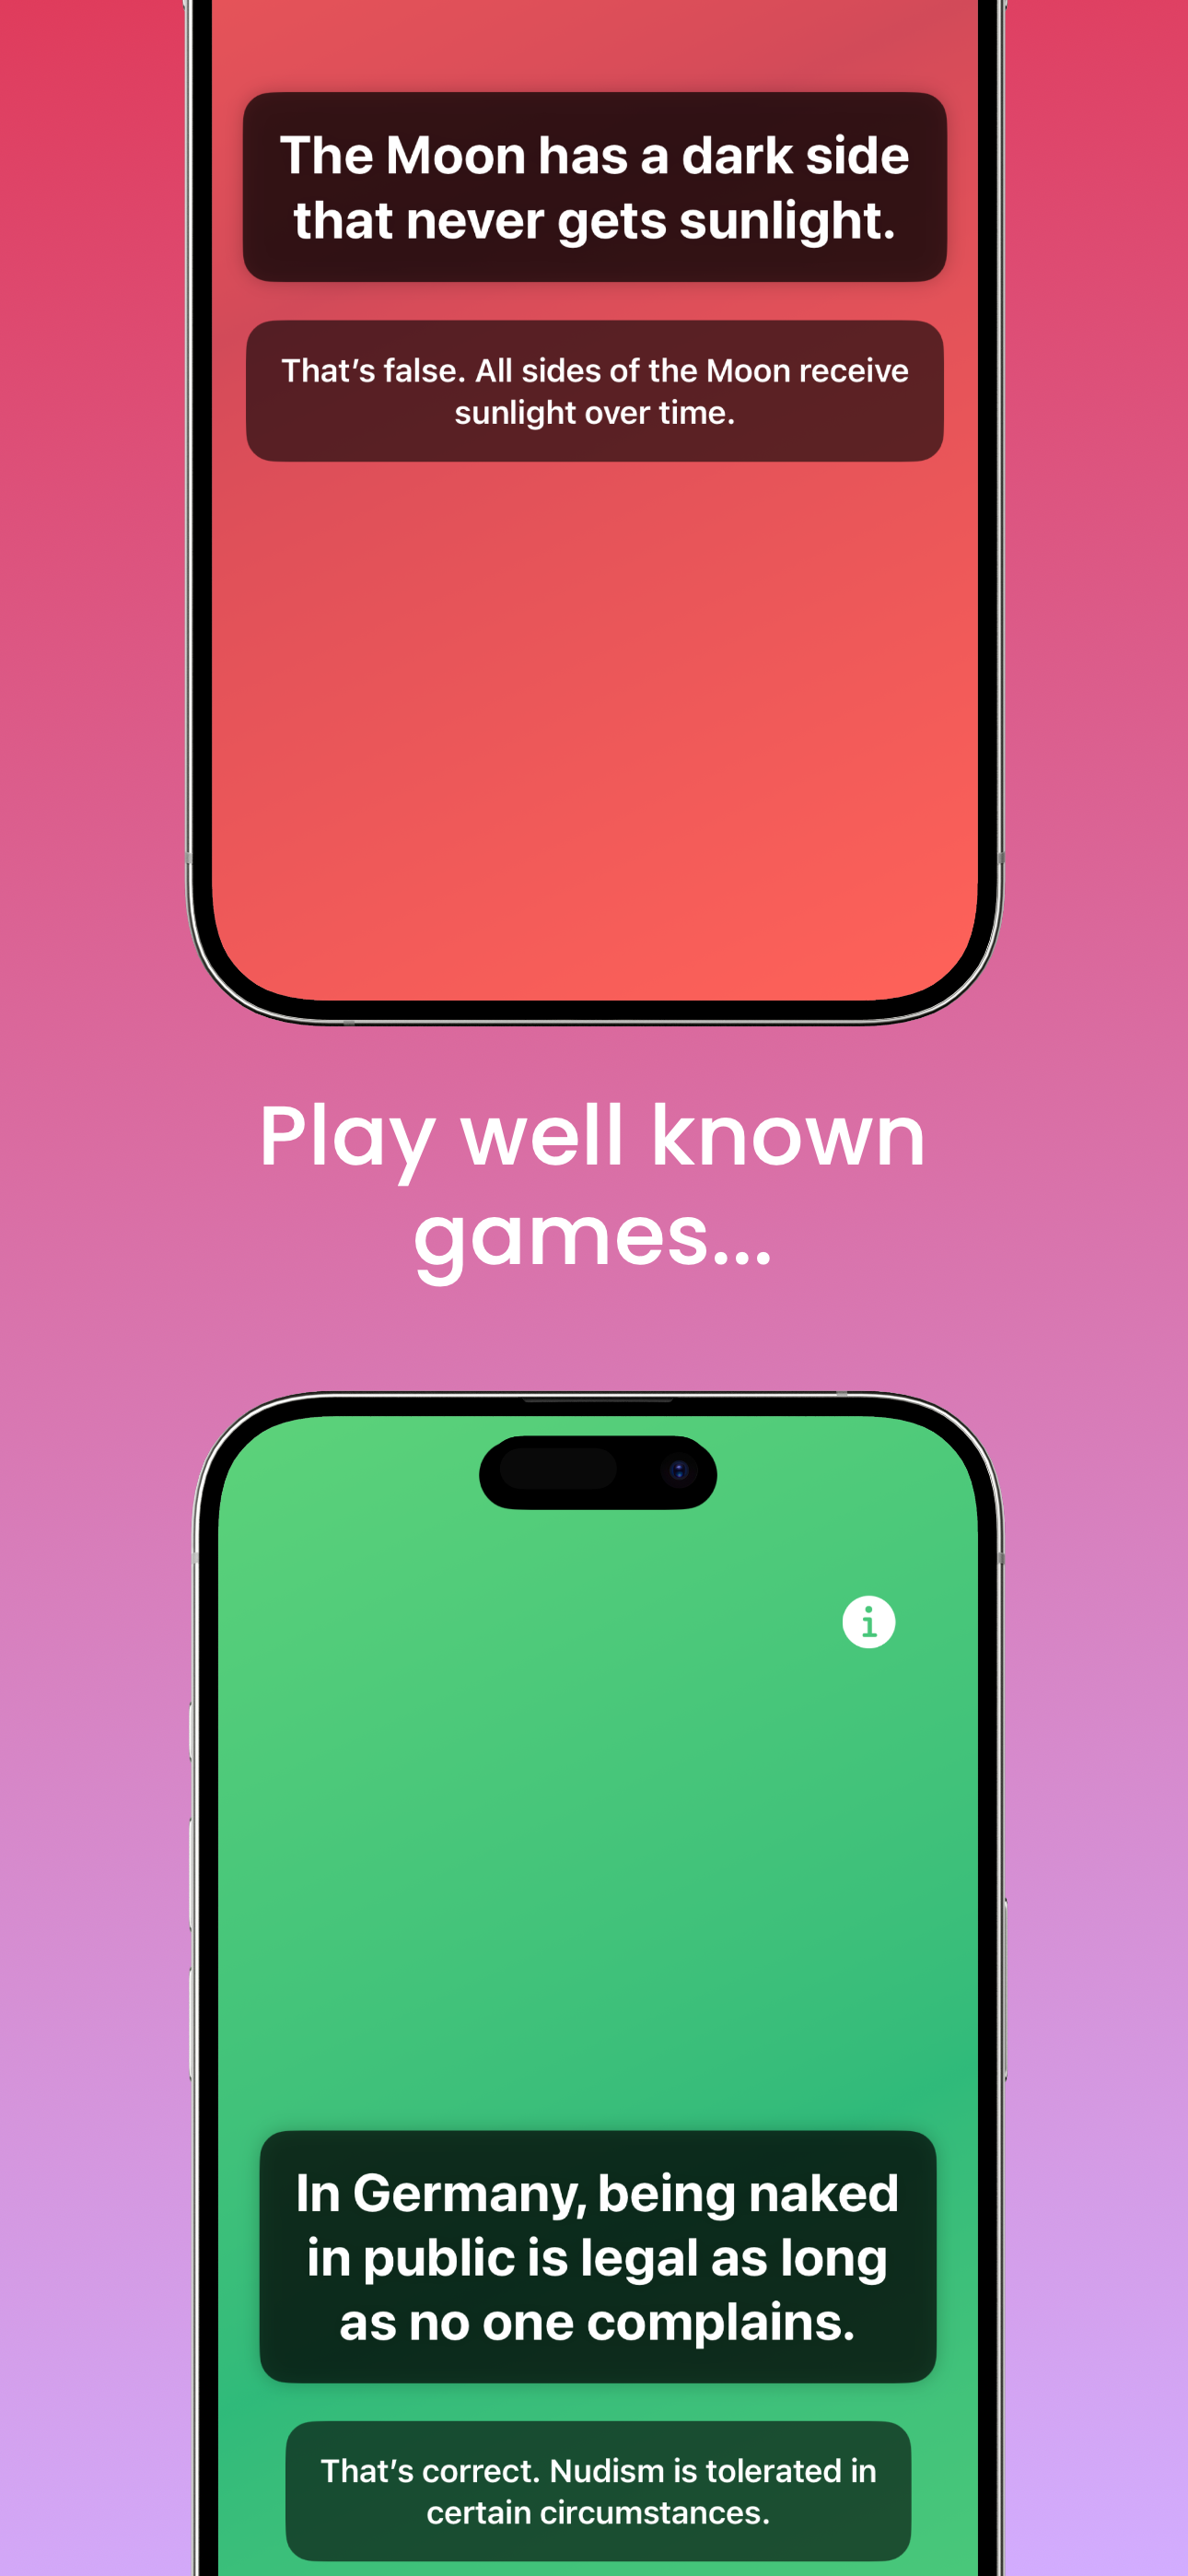 The Moon has a dark side
that never gets sunlight.
That’s false. All sides of the Moon receive
sunlight over time.
Play well known
games...
i
In Germany, being naked
in public is legal as long
as no one complains.
That’s correct. Nudism is tolerated in
certain circumstances.